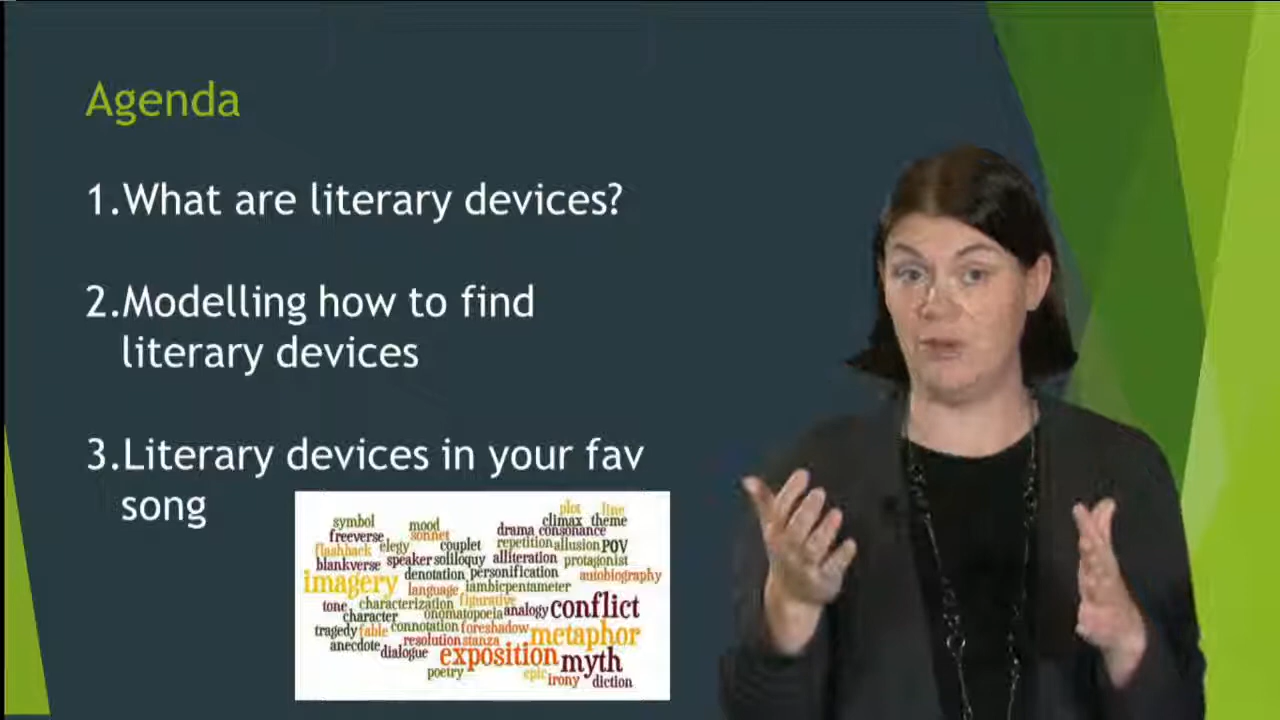 Agenda
1.What are literary devices?
2.Modelling how to find
literary devices
3.Literary devices in your fav
song
plot line
symbol mood climax theme
freeverse sonnet drama consonance
flashback elegy couplet repetition allusion POV
blankverse speaker soliloquy alliteration protagonist
imagery denotation personification autobiography
language iambicpentameter
tone characterization figurative conflict
character onomatopoeia analogy
tragedy fable connotation foreshadow metaphor
anecdote resolution stanza
dialogue exposition myth
poetry epic irony diction